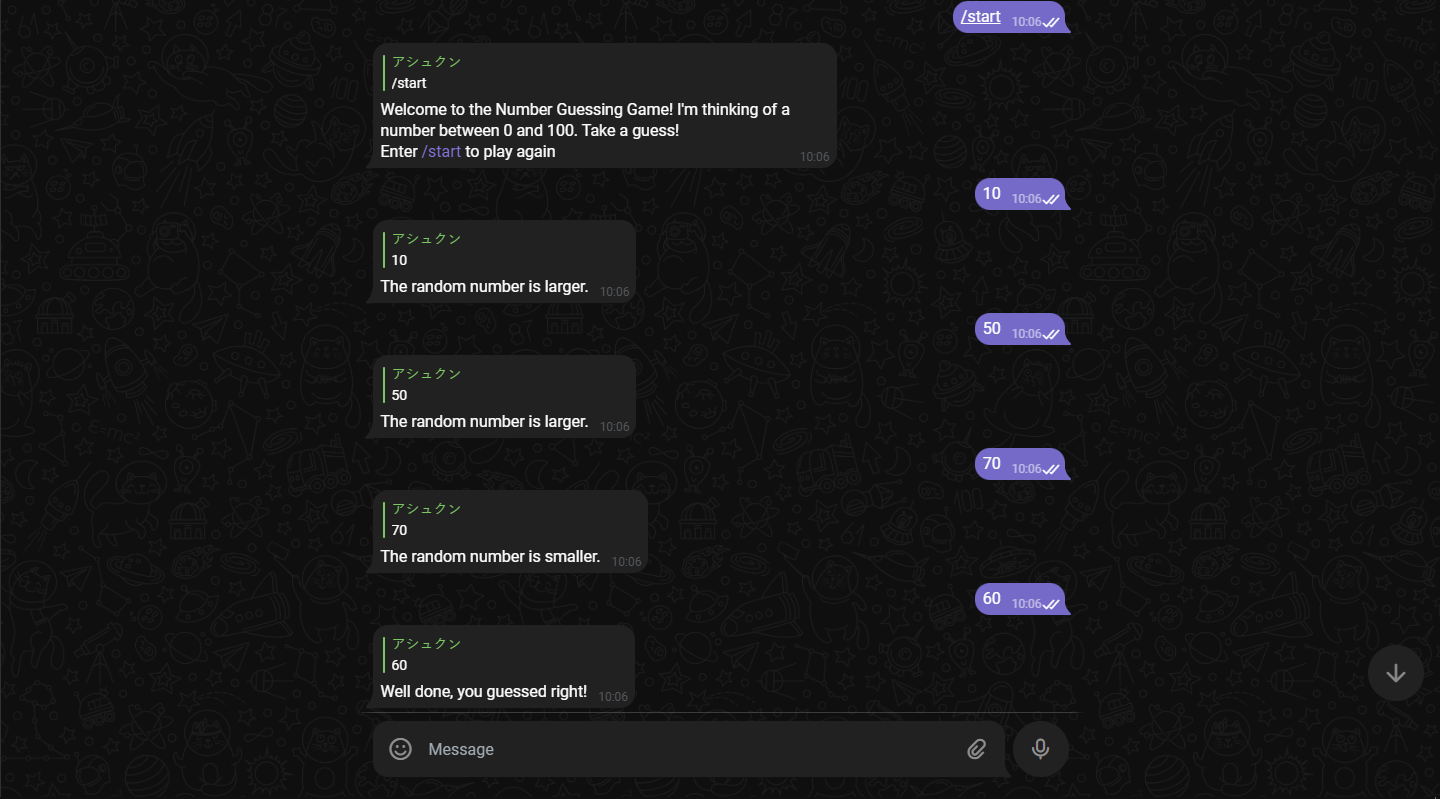 /start 10:06
アシュクン
/start
Welcome to the Number Guessing Game! I'm thinking of a
number between 0 and 100. Take a guess!
Enter /start to play again 10:06
10 10:06
アシュクン
10
The random number is larger. 10:06
50 10:06
アシュクン
50
The random number is larger. 10:06
70 10:06
アシュクン
70
The random number is smaller. 10:06
60 10:06
アシュクン
60
Well done, you guessed right! 10:06
Message